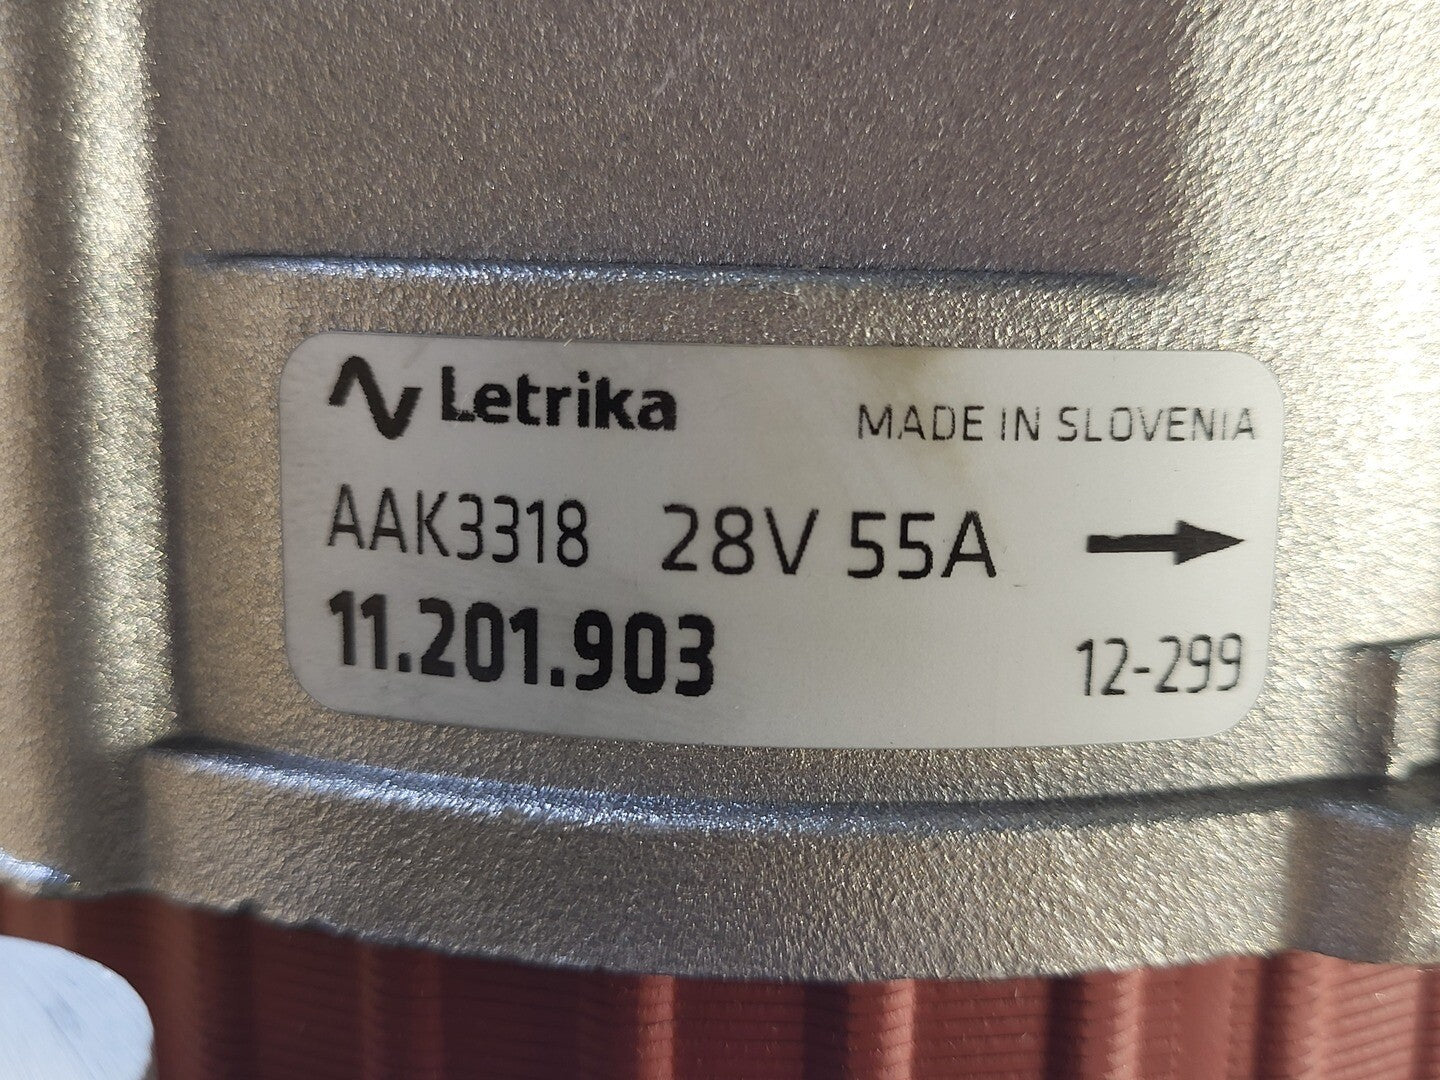 Letrika
MADE IN SLOVENIA
AAK3318 28V 55A
11.201.903
12-299